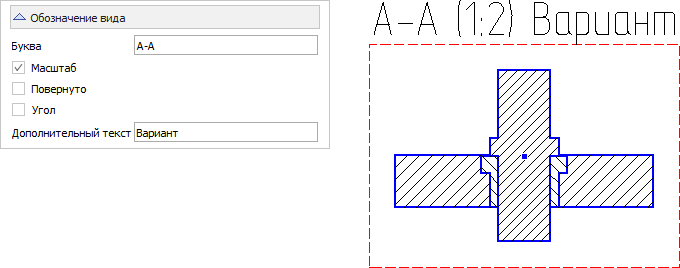 Обозначение вида
Буква А-А
Масштаб
Повернуто
Угол
Дополнительный текст Вариант
А-А (1:2) Вариант